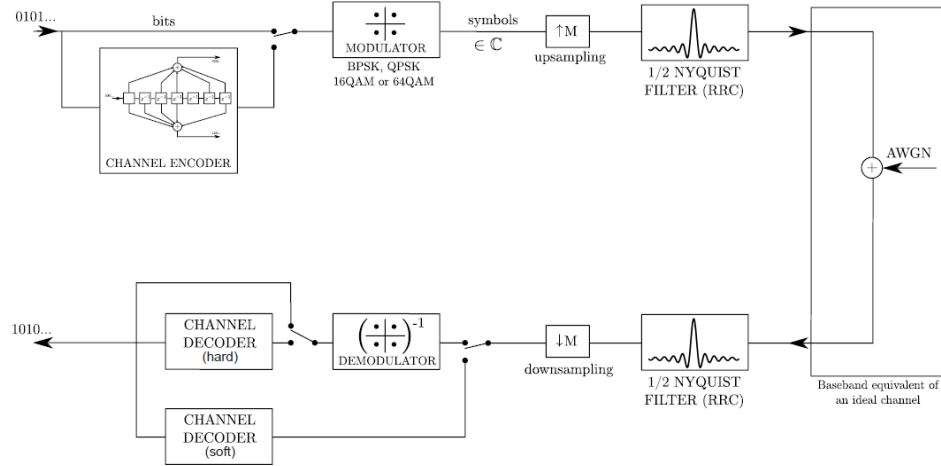 0101...
bits
CHANNEL ENCODER
MODULATOR
BPSK, QPSK
16QAM or 64QAM
symbols
∈ ℂ
↑M
upsampling
1/2 NYQUIST
FILTER (RRC)
AWGN
Baseband equivalent of
an ideal channel
1/2 NYQUIST
FILTER (RRC)
↓M
downsampling
-1
DEMODULATOR
CHANNEL
DECODER
(hard)
CHANNEL
DECODER
(soft)
1010...